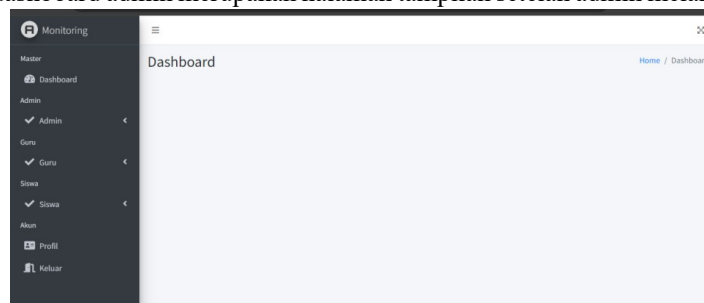 Monitoring
Dashboard
Home / Dashboar
Master
Dashboard
Admin
Admin
Guru
Guru
Siswa
Siswa
Akun
Profil
Keluar